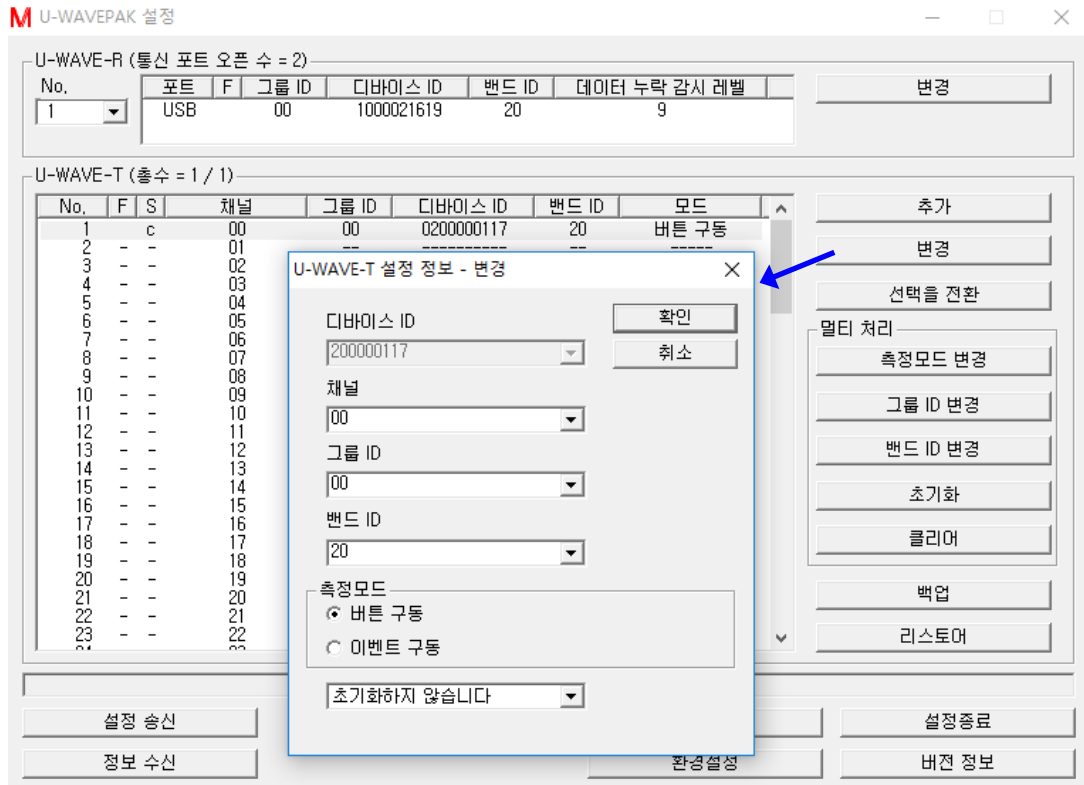 M U-WAVEPAK 설정
U-WAVE-R (통신 포트 오픈 수 = 2)
No. 포트 F 그룹 ID 디바이스 ID 밴드 ID 데이터 누락 감시 레벨 변경
1 USB 00 1000021619 20 9
U-WAVE-T (총수 = 1 / 1)
No. F S 채널 그룹 ID 디바이스 ID 밴드 ID 모드
1 c 00 00 0200000117 20 버튼 구동
2 - - 01 -- ---------- -- -----
3 - - 02
4 - - 03
5 - - 04
6 - - 05
7 - - 06
8 - - 07
9 - - 08
10 - - 09
11 - - 10
12 - - 11
13 - - 12
14 - - 13
15 - - 14
16 - - 15
17 - - 16
18 - - 17
19 - - 18
20 - - 19
21 - - 20
22 - - 21
23 - - 22
U-WAVE-T 설정 정보 - 변경
디바이스 ID
200000117
채널
00
그룹 ID
00
밴드 ID
20
측정모드
버튼 구동
이벤트 구동
초기화하지 않습니다
확인
취소
추가
변경
선택을 전환
멀티 처리
측정모드 변경
그룹 ID 변경
밴드 ID 변경
초기화
클리어
백업
리스토어
설정 송신 설정종료
정보 수신 환경설정 버전 정보